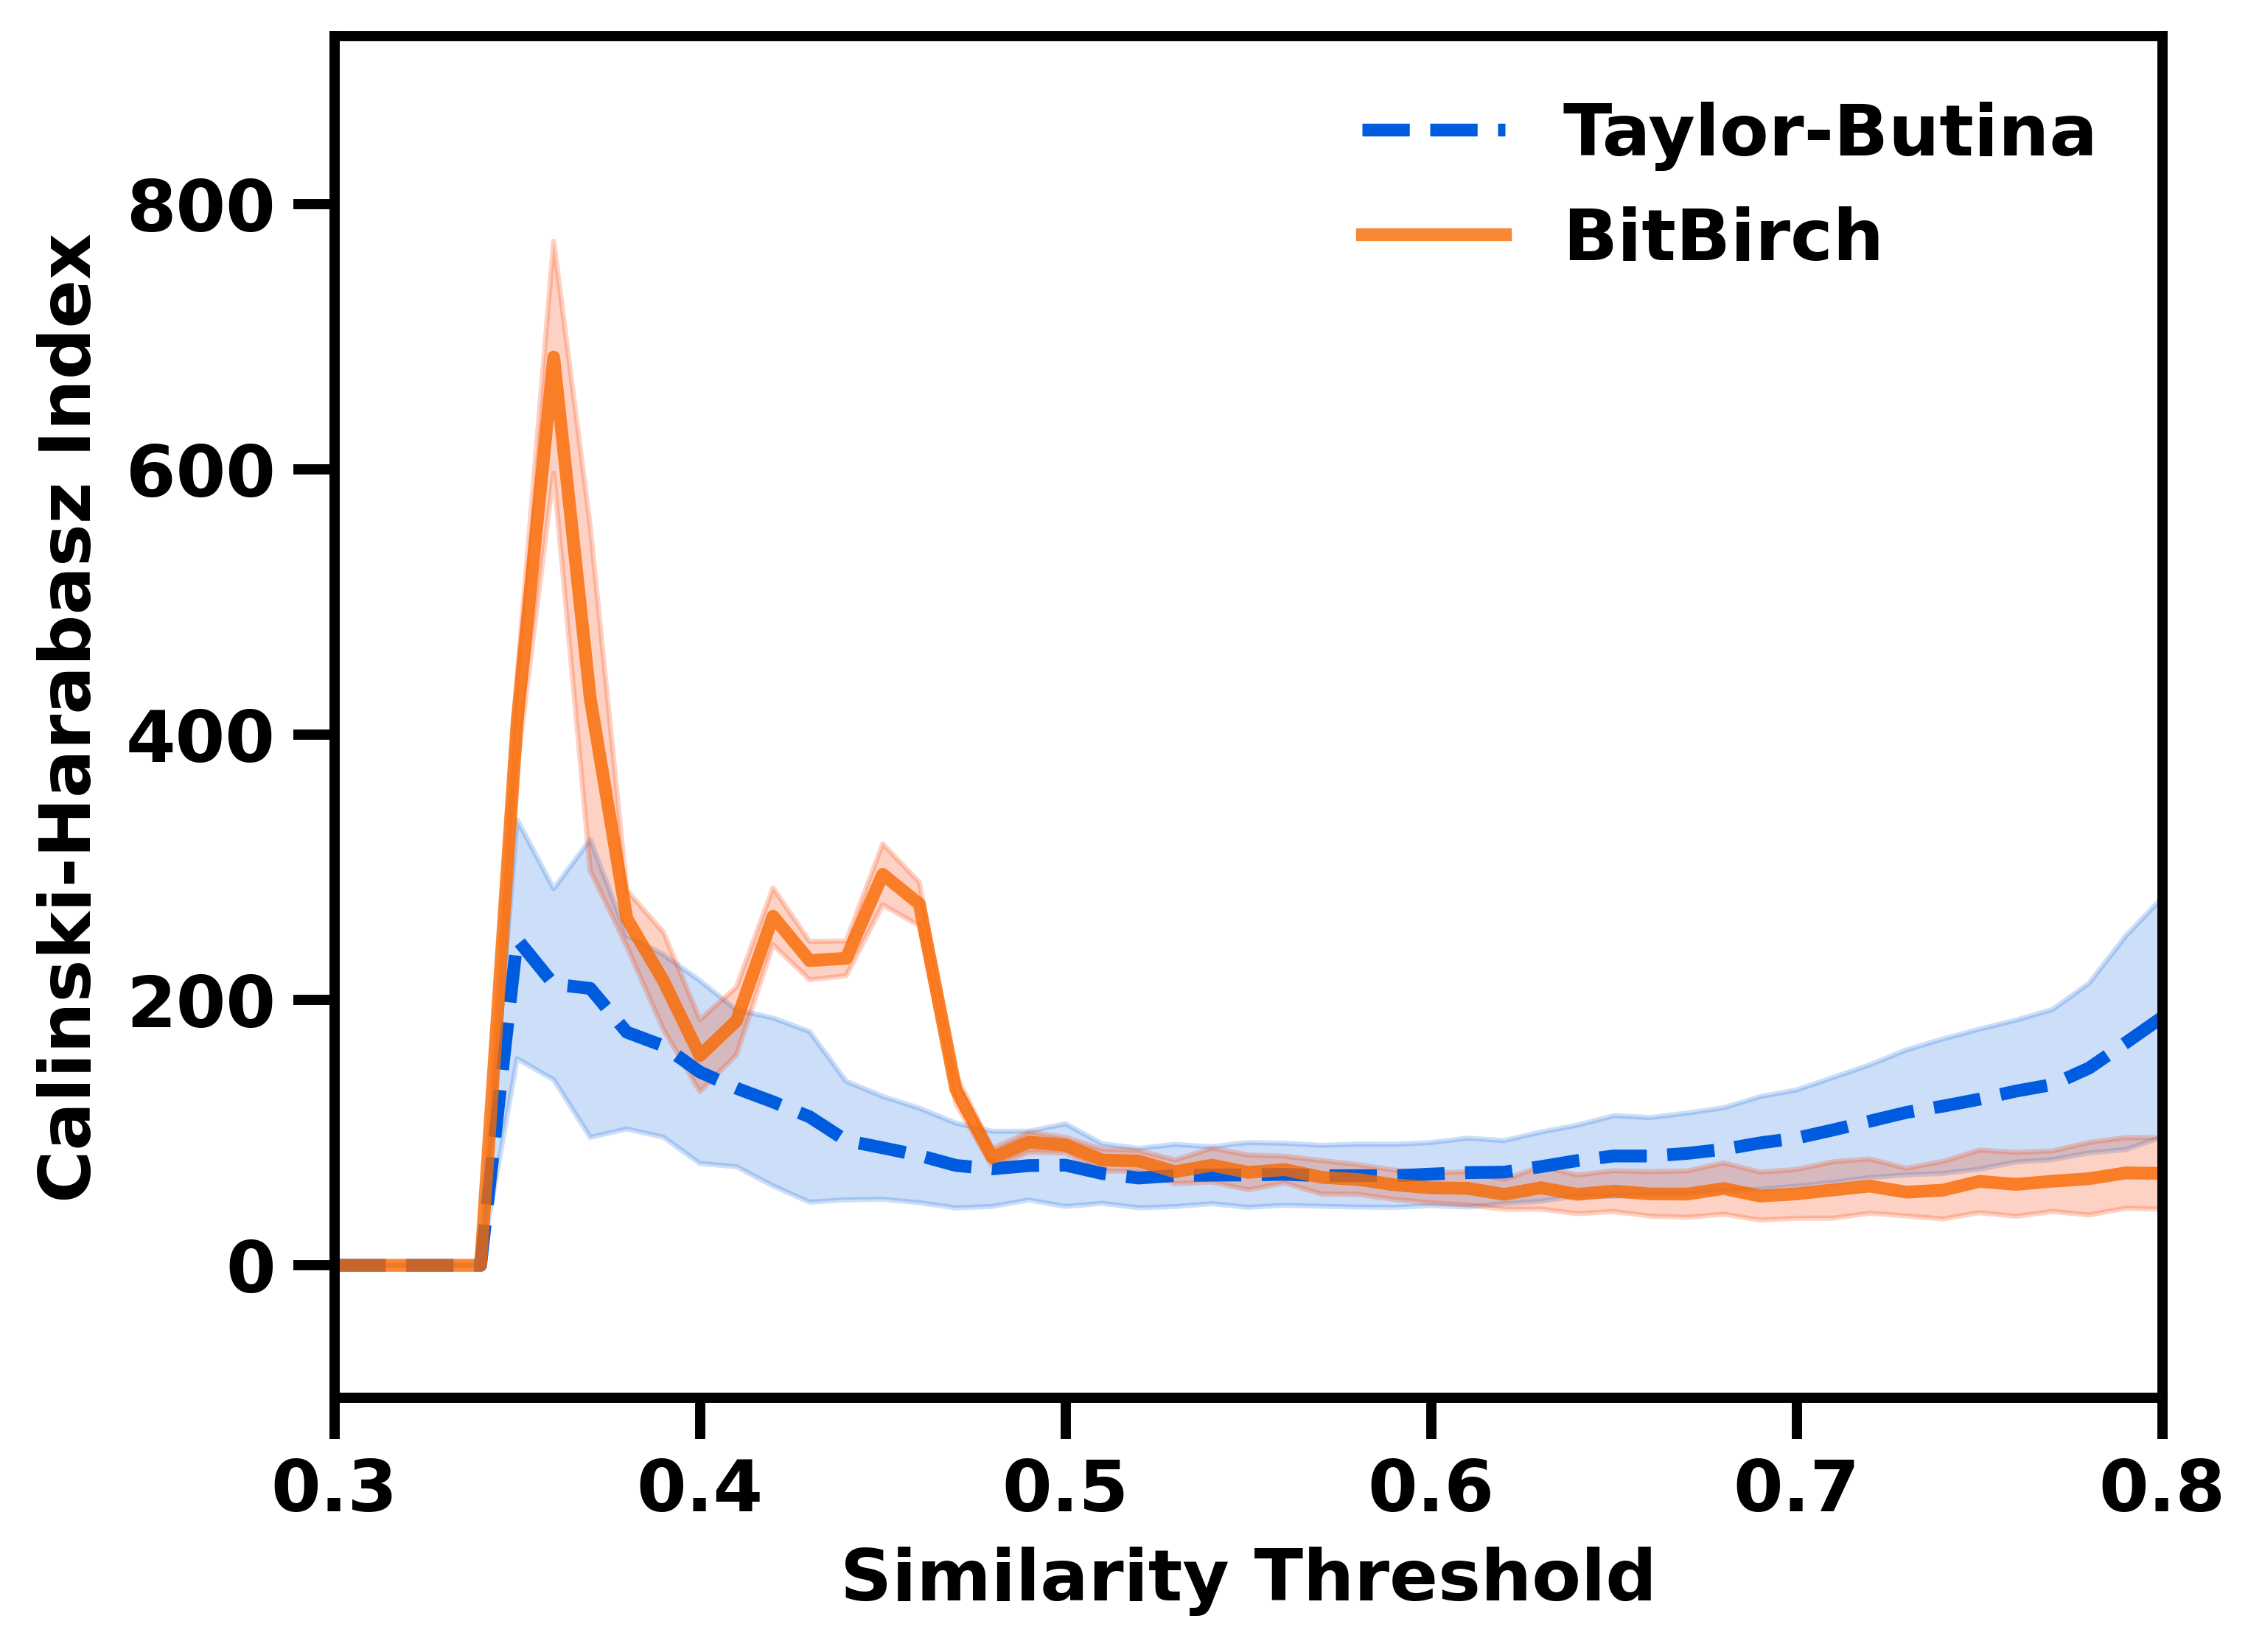 Taylor-Butina
BitBirch
Calinski-Harabasz Index
800
600
400
200
0
0.3 0.4 0.5 0.6 0.7 0.8
Similarity Threshold